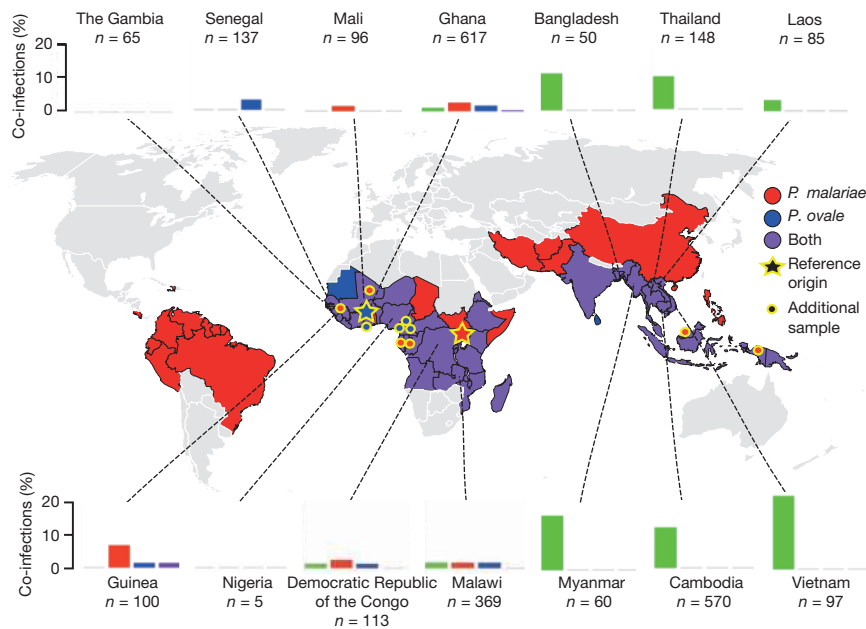 The Gambia
n = 65
Senegal
n = 137
Mali
n = 96
Ghana
n = 617
Bangladesh
n = 50
Thailand
n = 148
Laos
n = 85
Co-infections (%)
20
10
0
P. malariae
P. ovale
Both
Reference
origin
Additional
sample
Co-infections (%)
20
10
0
Guinea
n = 100
Nigeria
n = 5
Democratic Republic
of the Congo
n = 113
Malawi
n = 369
Myanmar
n = 60
Cambodia
n = 570
Vietnam
n = 97